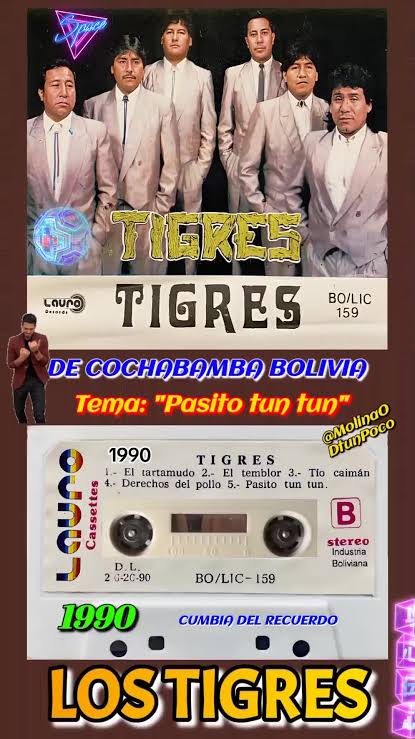 Space
TIGRES
Lauro
Records
TIGRES
BO/LIC
159
DE COCHABAMBA BOLIVIA
Tema: "Pasito tun tun"
@MolinaO
DtunPoco
LAURO
Cassettes
1990
TIGRES
1.- El tartamudo 2.- El temblor 3.- Tío caimán
4.- Derechos del pollo 5.- Pasito tun tun.
B
stereo
Industria
Boliviana
D.L.
BO/LIC-159
1990
CUMBIA DEL RECUERDO
LOS TIGRES